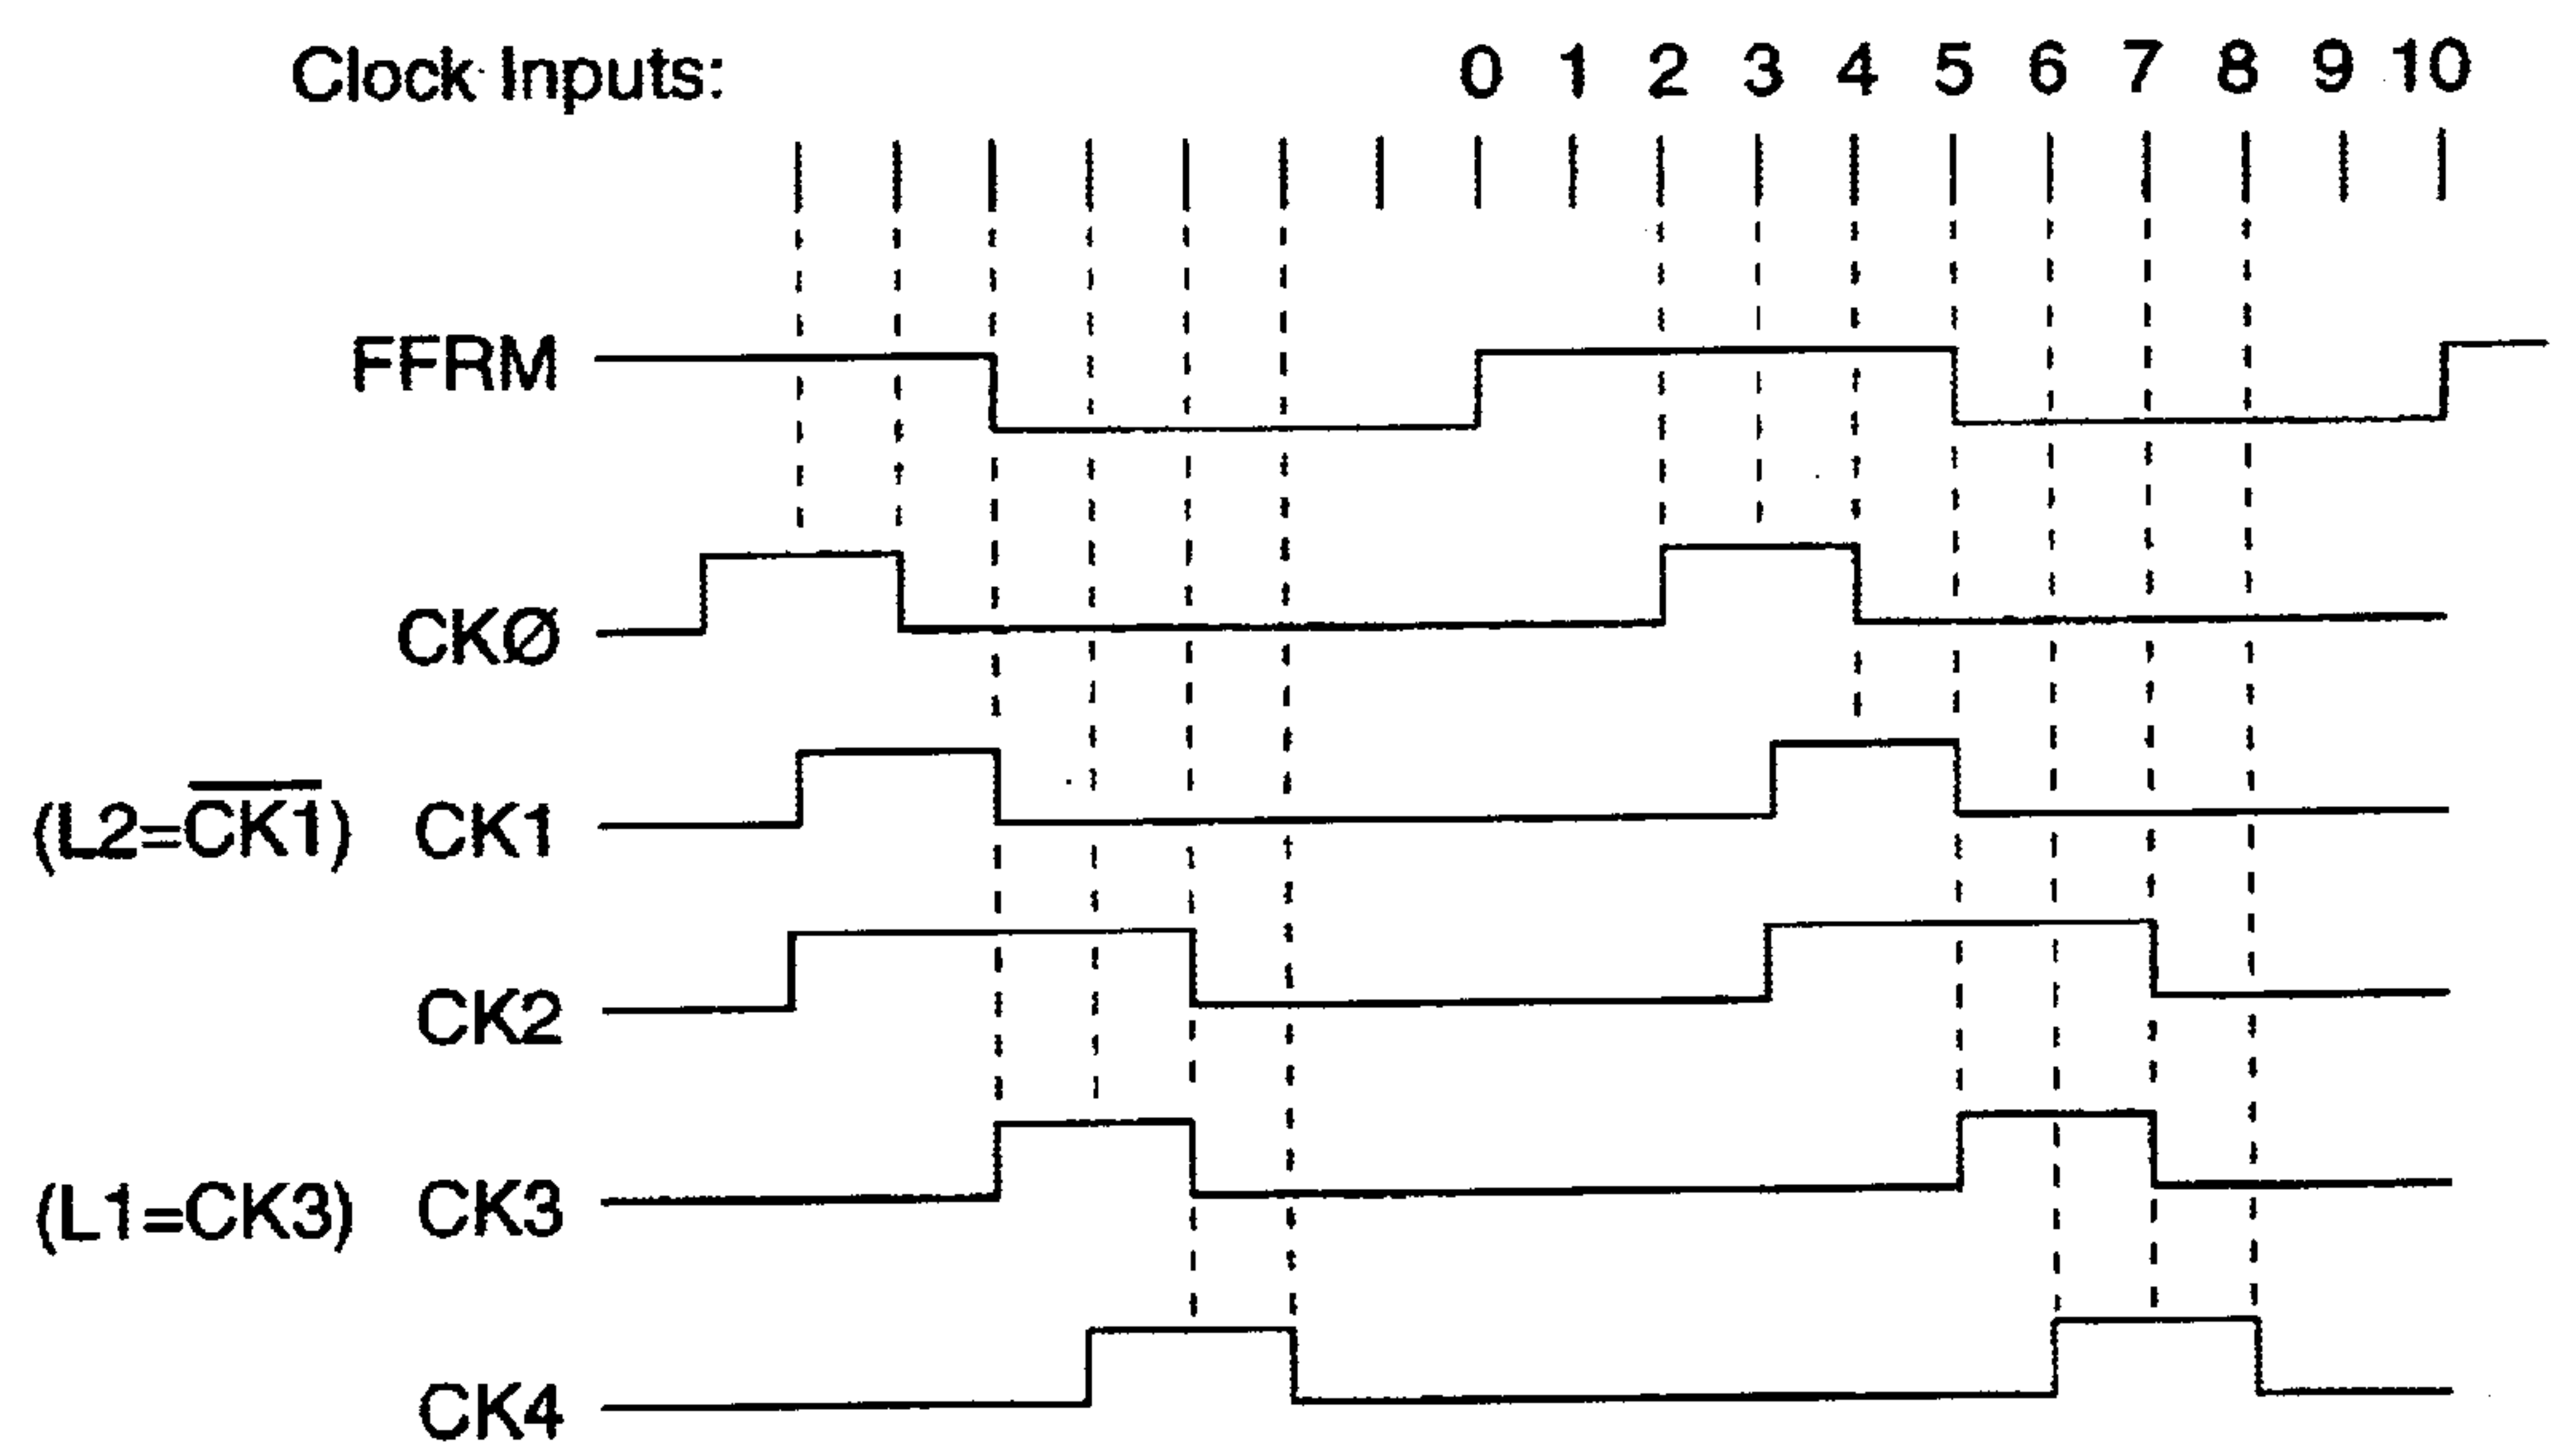 Clock Inputs: 0 1 2 3 4 5 6 7 8 9 10
FFRM
CKØ
(L2=C̅K̅1̅) CK1
CK2
(L1=CK3) CK3
CK4